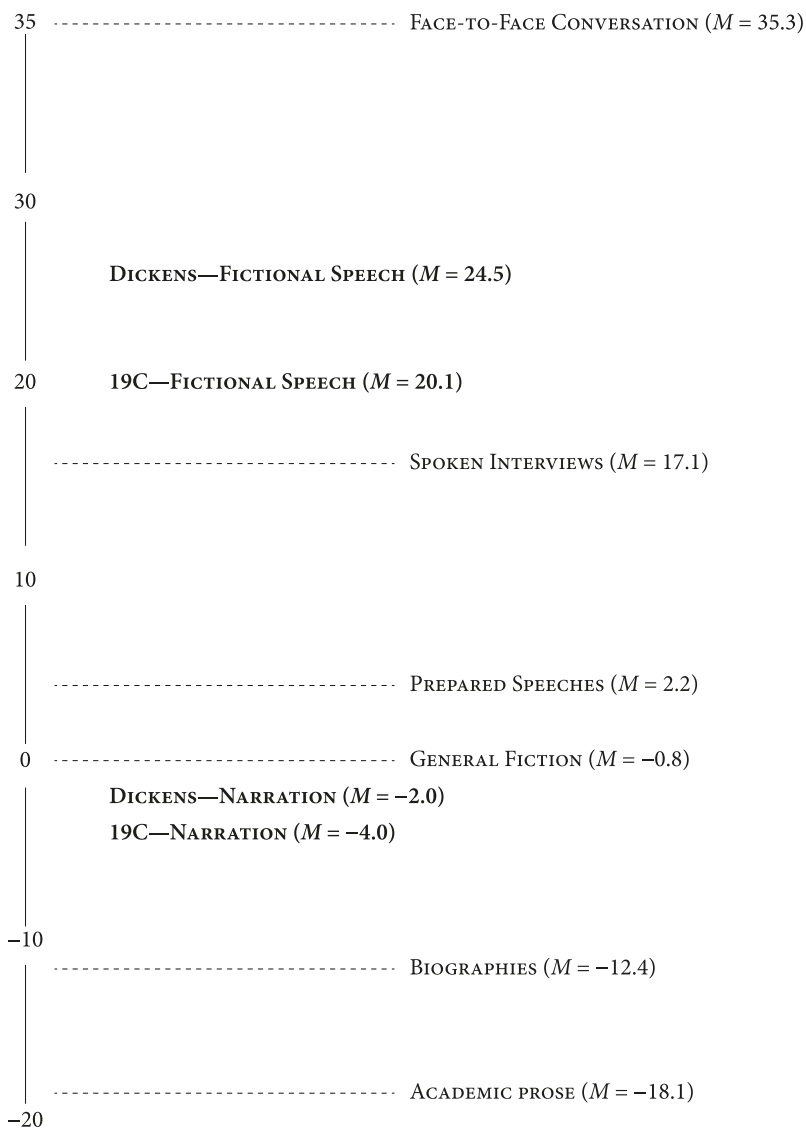 35 Face-to-Face Conversation (M = 35.3)
30
Dickens—Fictional Speech (M = 24.5)
20 19C—Fictional Speech (M = 20.1)
Spoken Interviews (M = 17.1)
10
Prepared Speeches (M = 2.2)
0 General Fiction (M = −0.8)
Dickens—Narration (M = −2.0)
19C—Narration (M = −4.0)
−10
Biographies (M = −12.4)
Academic prose (M = −18.1)
−20